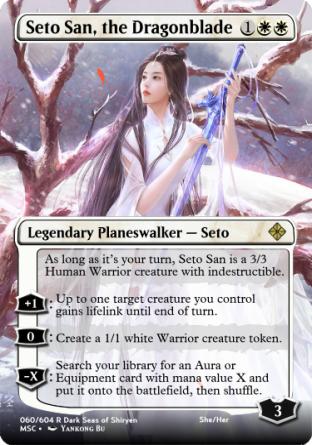 Seto San, the Dragonblade 1
Legendary Planeswalker — Seto
As long as it's your turn, Seto San is a 3/3
Human Warrior creature with indestructible.
+1: Up to one target creature you control
gains lifelink until end of turn.
0: Create a 1/1 white Warrior creature token.
Search your library for an Aura or
-X: Equipment card with mana value X and
put it onto the battlefield, then shuffle.
3
060/604 R Dark Seas of Shiryen She/Her
MSC • Yankong Bu